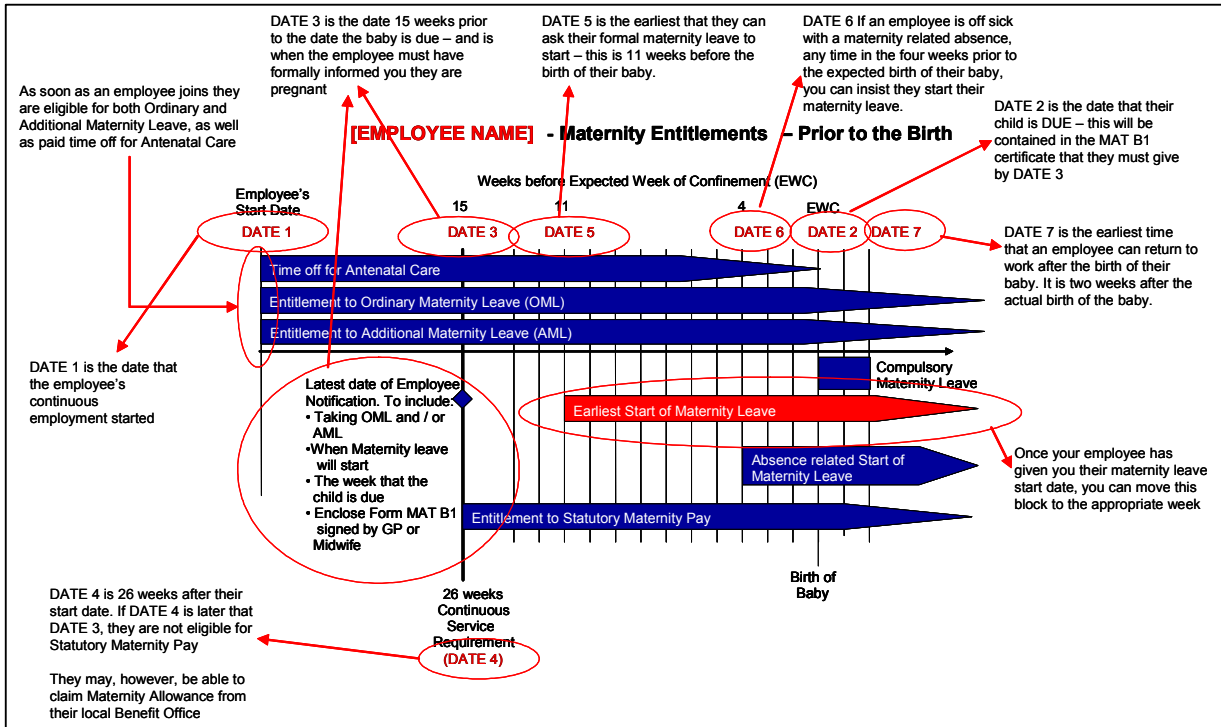 DATE 3 is the date 15 weeks prior
to the date the baby is due – and is
when the employee must have
formally informed you they are
pregnant
DATE 5 is the earliest that they can
ask their formal maternity leave to
start – this is 11 weeks before the
birth of their baby.
DATE 6 If an employee is off sick
with a maternity related absence,
any time in the four weeks prior to
the expected birth of their baby,
you can insist they start their
maternity leave.
As soon as an employee joins they
are eligible for both Ordinary and
Additional Maternity Leave, as well
as paid time off for Antenatal Care
DATE 2 is the date that their
child is DUE – this will be
contained in the MAT B1
certificate that they must give
by DATE 3
[EMPLOYEE NAME] - Maternity Entitlements – Prior to the Birth
Weeks before Expected Week of Confinement (EWC)
Employee's
Start Date
15
11
4
EWC
DATE 1
DATE 3
DATE 5
DATE 6
DATE 2
DATE 7
DATE 7 is the earliest time
that an employee can return to
work after the birth of their
baby. It is two weeks after the
actual birth of the baby.
Time off for Antenatal Care
Entitlement to Ordinary Maternity Leave (OML)
Entitlement to Additional Maternity Leave (AML)
DATE 1 is the date that
the employee's
continuous
employment started
Compulsory
Maternity Leave
Latest date of Employee
Notification. To include:
• Taking OML and / or
AML
•When Maternity leave
will start
• The week that the
child is due
• Enclose Form MAT B1
signed by GP or
Midwife
Earliest Start of Maternity Leave
Absence related Start of
Maternity Leave
Once your employee has
given you their maternity leave
start date, you can move this
block to the appropriate week
Entitlement to Statutory Maternity Pay
Birth of
Baby
26 weeks
Continuous
Service
Requirement
(DATE 4)
DATE 4 is 26 weeks after their
start date. If DATE 4 is later that
DATE 3, they are not eligible for
Statutory Maternity Pay
They may, however, be able to
claim Maternity Allowance from
their local Benefit Office